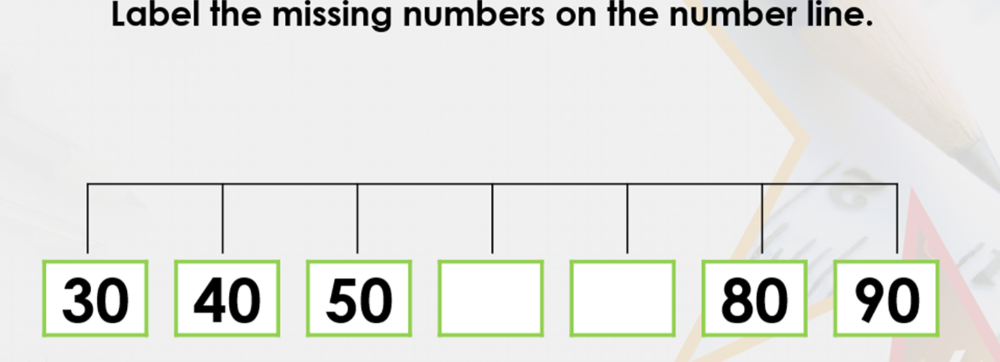 Label the missing numbers on the number line.
30 40 50 80 90